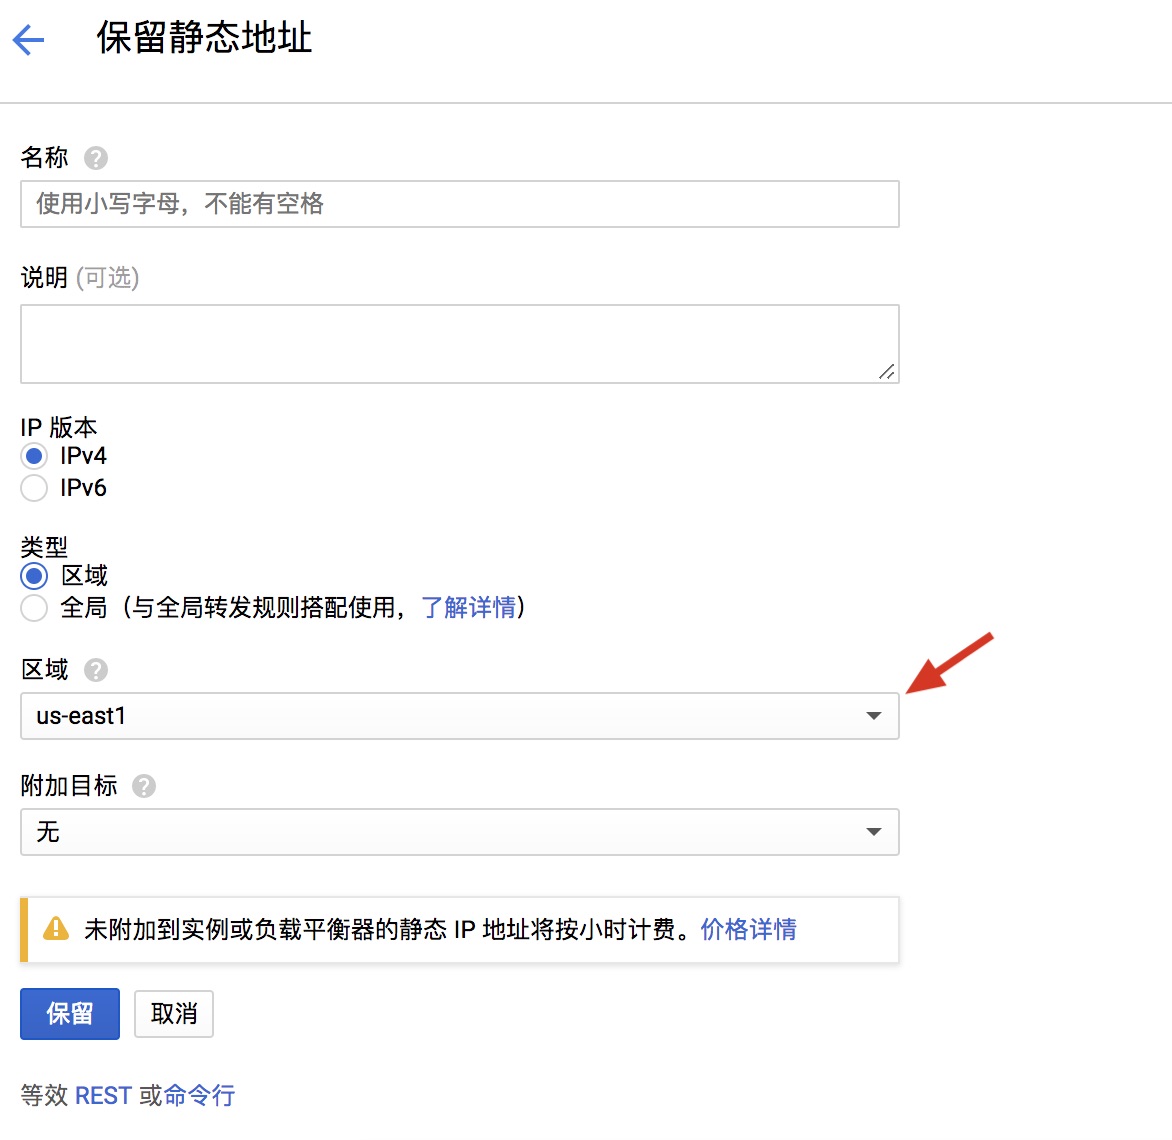 保留静态地址
名称
使用小写字母，不能有空格
说明 (可选)
IP 版本
IPv4
IPv6
类型
区域
全局（与全局转发规则搭配使用，了解详情）
区域
us-east1
附加目标
无
未附加到实例或负载平衡器的静态 IP 地址将按小时计费。价格详情
保留 取消
等效 REST 或命令行